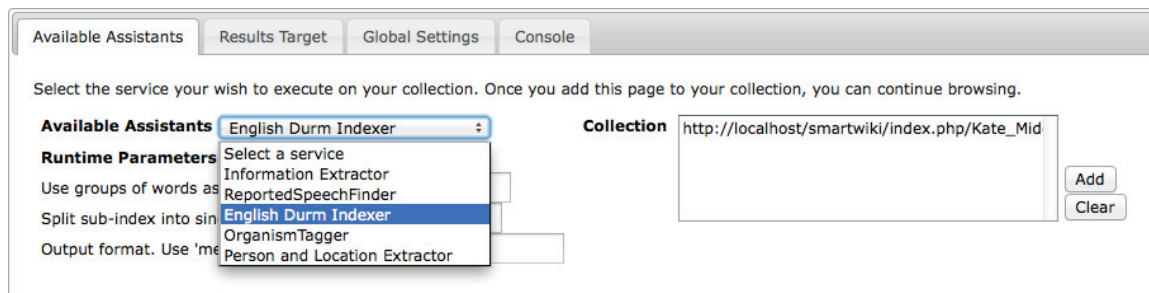 Available Assistants Results Target Global Settings Console
Select the service your wish to execute on your collection. Once you add this page to your collection, you can continue browsing.
Available Assistants English Durm Indexer Collection http://localhost/smartwiki/index.php/Kate_Mid
Runtime Parameters Select a service
Information Extractor
Use groups of words as ReportedSpeechFinder Add
Split sub-index into sin English Durm Indexer Clear
OrganismTagger
Output format. Use 'me Person and Location Extractor